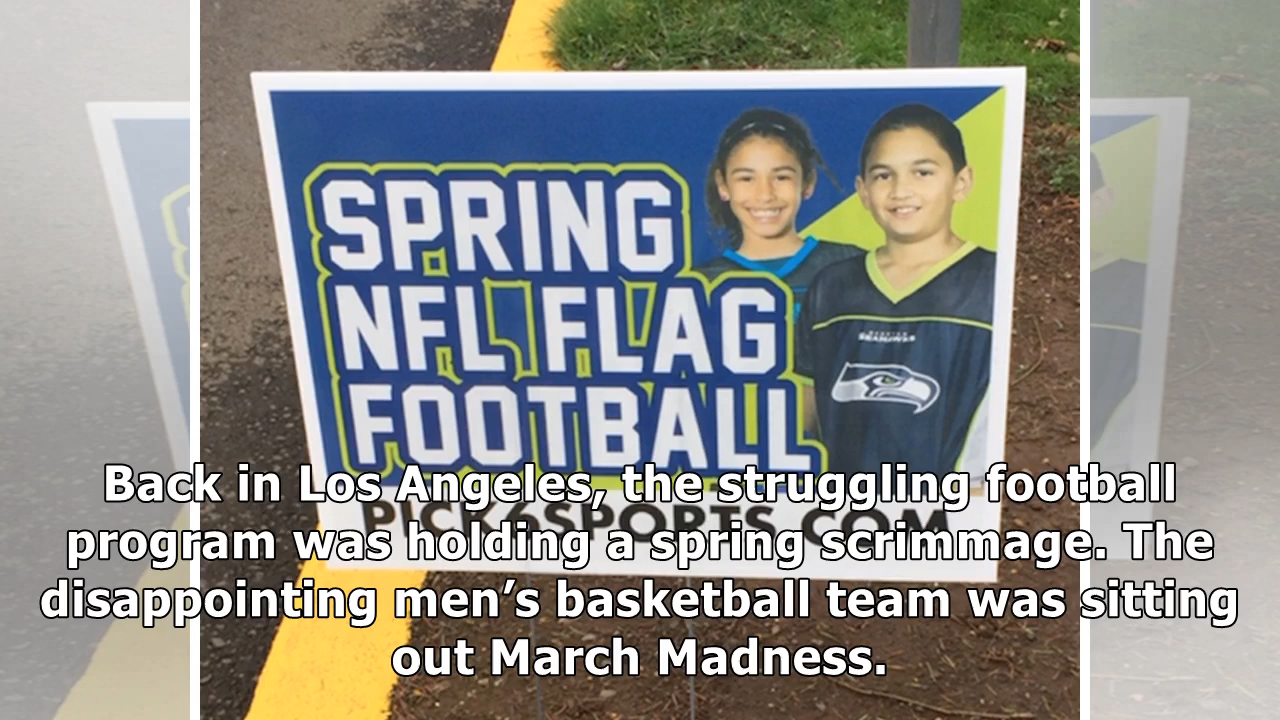 SPRING
NFL FLAG
FOOTBALL
SEAHAWKS
PICK6SPORTS.COM
Back in Los Angeles, the struggling football
program was holding a spring scrimmage. The
disappointing men’s basketball team was sitting
out March Madness.